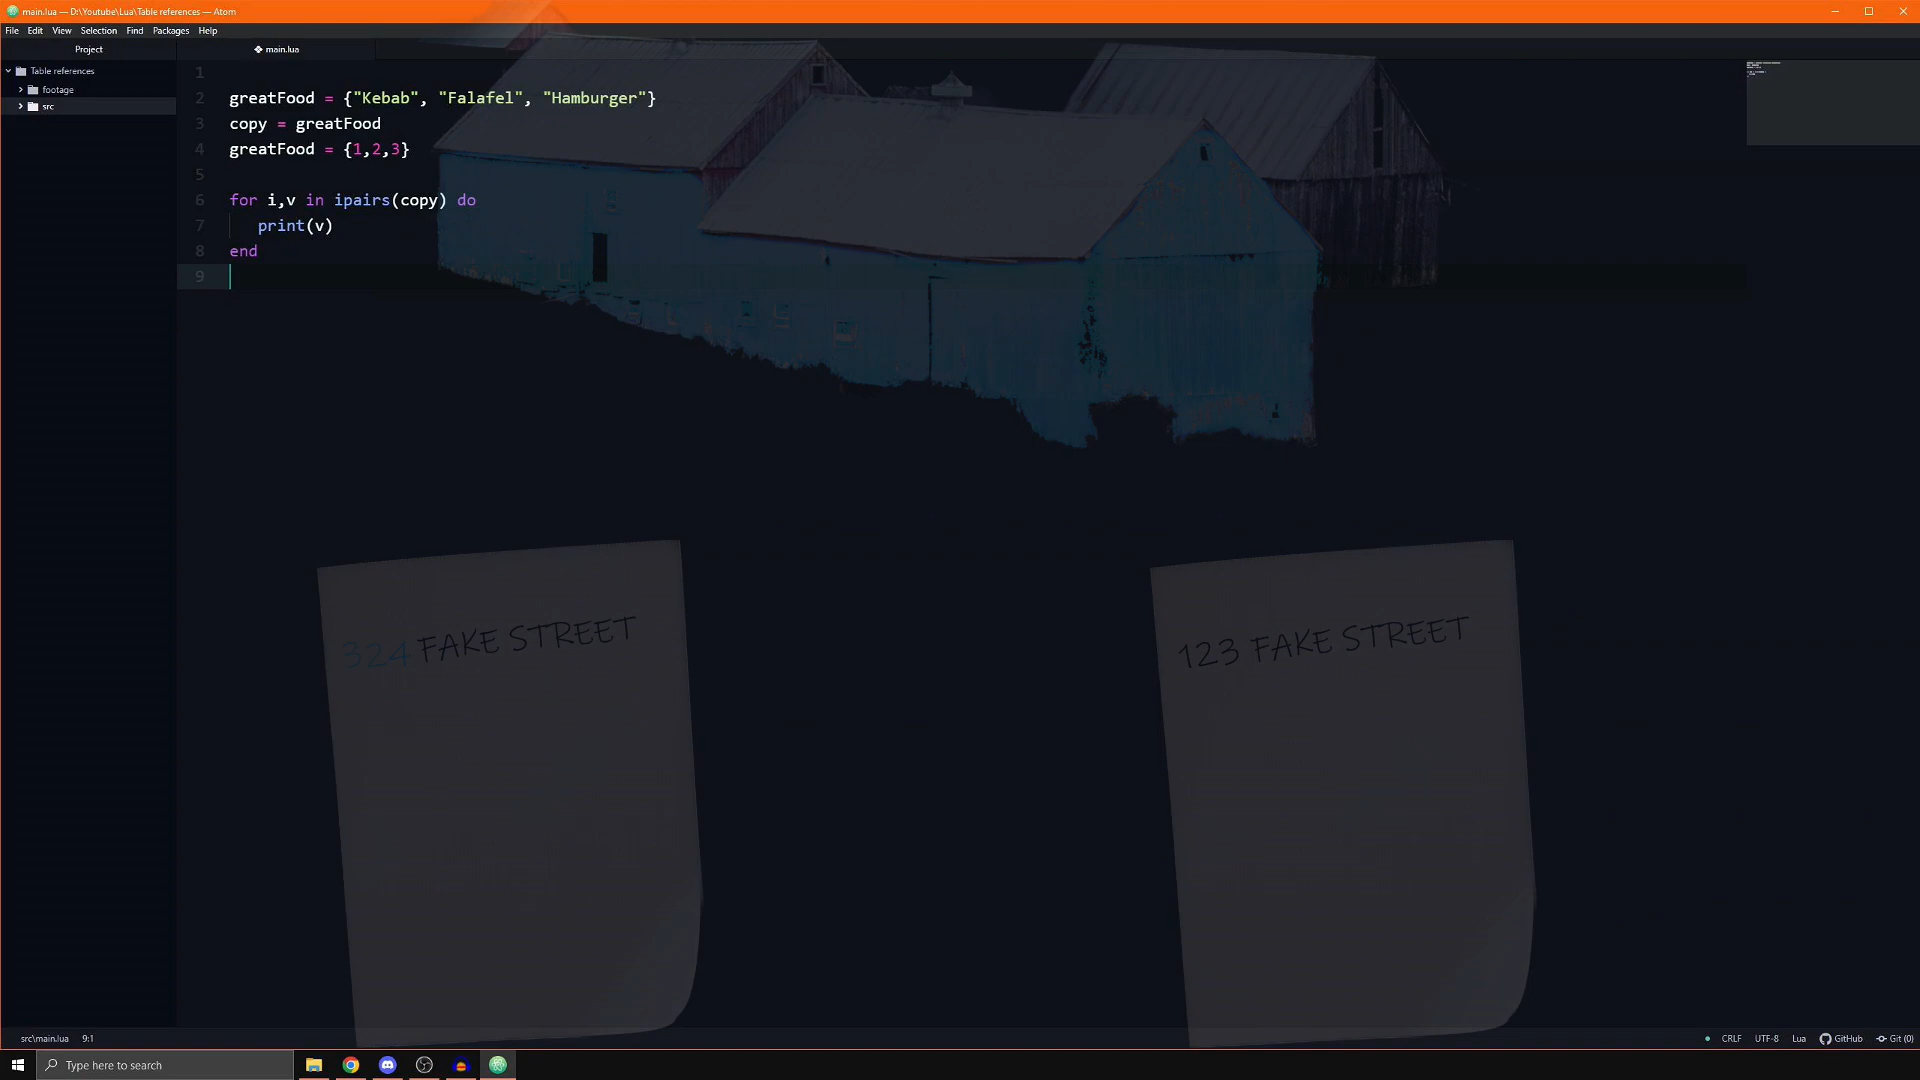 main.lua — D:\Youtube\Lua\Table references — Atom
File Edit View Selection Find Packages Help
Project
main.lua
Table references
footage
src
1
2 greatFood = {"Kebab", "Falafel", "Hamburger"}
3 copy = greatFood
4 greatFood = {1,2,3}
5
6 for i,v in ipairs(copy) do
7 print(v)
8 end
9
324 FAKE STREET
123 FAKE STREET
src\main.lua 9:1
CRLF UTF-8 Lua GitHub Git (0)
Type here to search